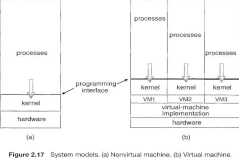 processes
processes
processes
processes
programming
interface
kernel
hardware
kernel
kernel
kernel
VM1
VM2
VM3
virtual-machine
implementation
hardware
(a)
(b)
Figure 2.17 System models. (a) Nonvirtual machine. (b) Virtual machine.